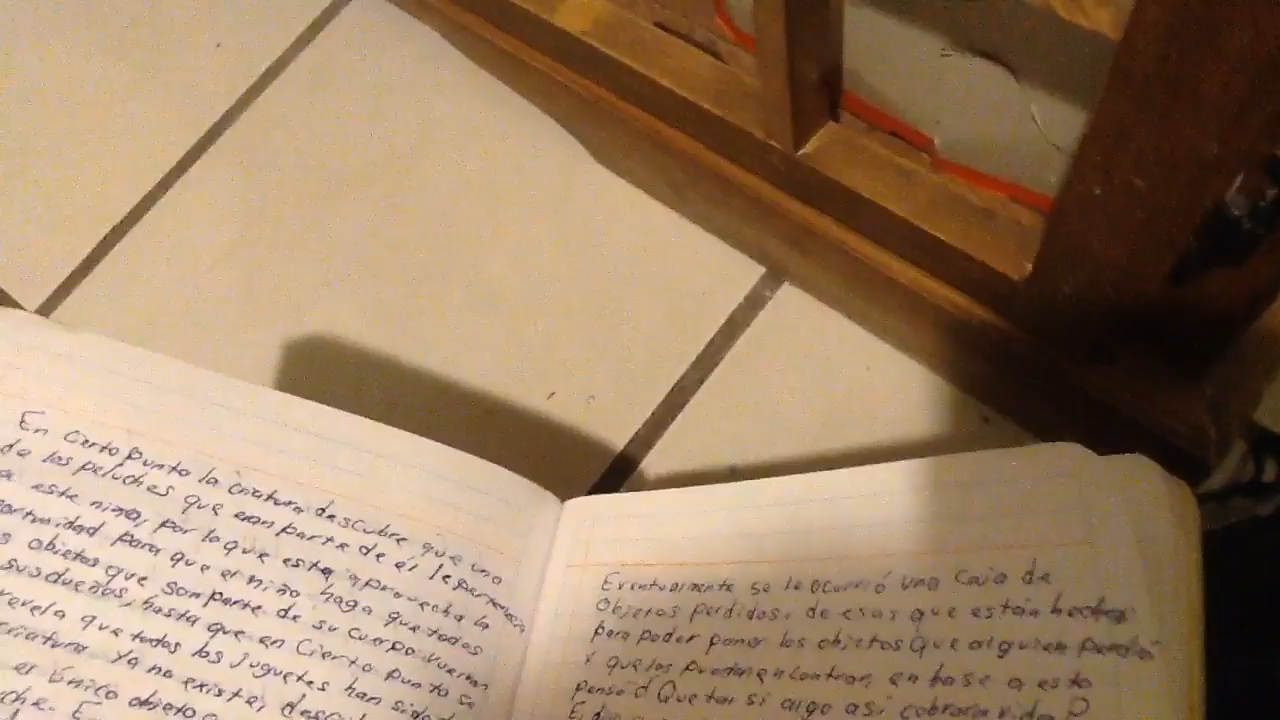 En cierto punto la criatura descubre que uno
de los peluches que eran parte de él le pertenecía
a este niño, por lo que esta aprovecha la
ortunidad para que el niño haga que todos
s objetos que son parte de su cuerpo vuelvan
sus dueños, hasta que en cierto punto se
revela que todos los juguetes han sido
criatura ya no existe,
el único objeto
che. E
Eventualmente se le ocurrió una Caja de
Objetos perdidos, de esas que están hechas
para poder poner los objetos que alguien perdió
y que los puedan encontrar, en base a esto
pensó ¿Que tal si algo así cobrara vida?